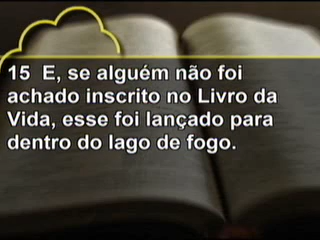 15 E, se alguém não foi
achado inscrito no Livro da
Vida, esse foi lançado para
dentro do lago de fogo.